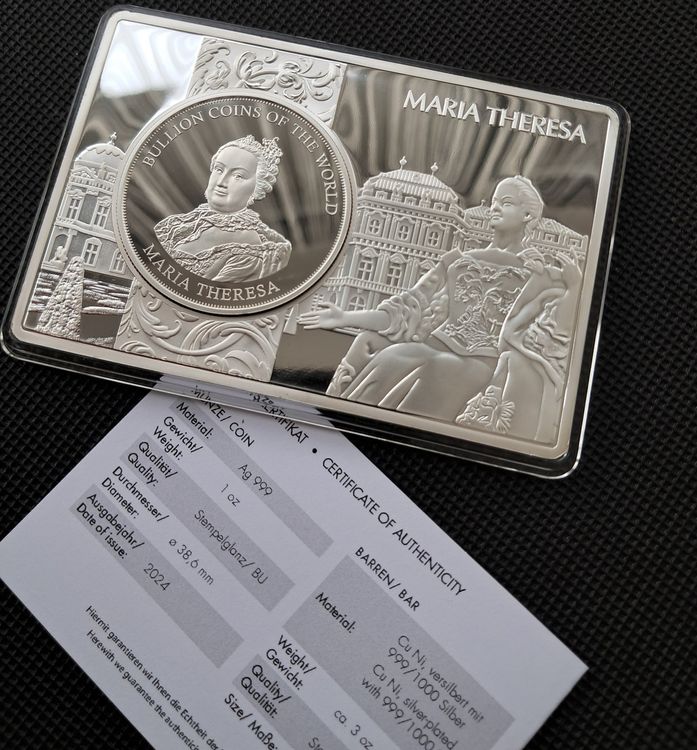 MARIA THERESA
BULLION COINS OF THE WORLD
MARIA THERESA
• CERTIFICATE OF AUTHENTICITY
/ COIN
Material:
Ag 999
Gewicht/
Weight:
1 oz
Qualität/
Quality:
Stempelglanz/ BU
Durchmesser/
Diameter:
ø 38,6 mm
Ausgabejahr/
Date of issue:
2024
BARREN/ BAR
Material:
Cu Ni, versilbert mit
999/1000 Silber
Cu Ni, silver-plated
with 999/1000
Weight/
Gewicht:
ca. 3 oz
Quality/
Qualität:
Size/ Maße:
Hiermit garantieren wir Ihnen die Echtheit der
Herewith we guarantee the